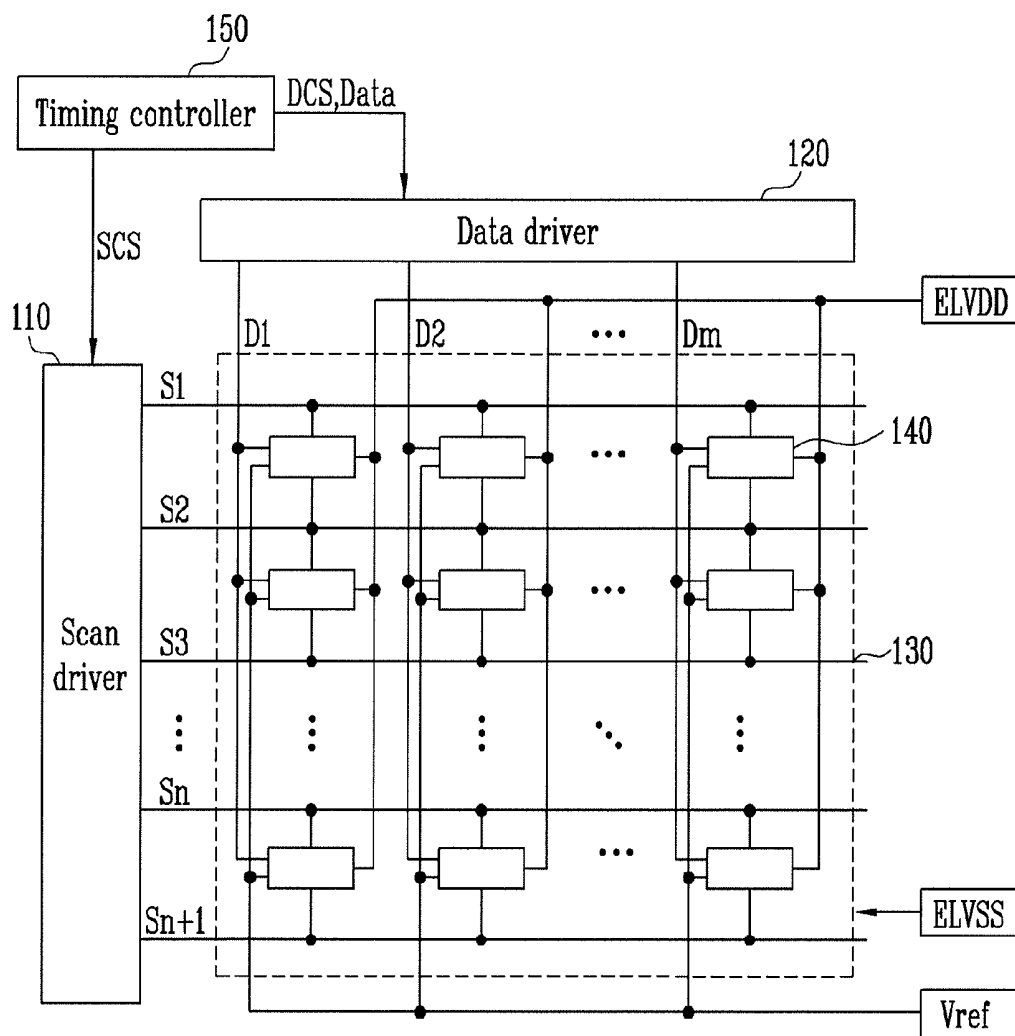 150
Timing controller
DCS,Data
120
Data driver
SCS
ELVDD
110
D1
D2
Dm
S1
140
S2
Scan
driver
S3
130
Sn
Sn+1
ELVSS
Vref